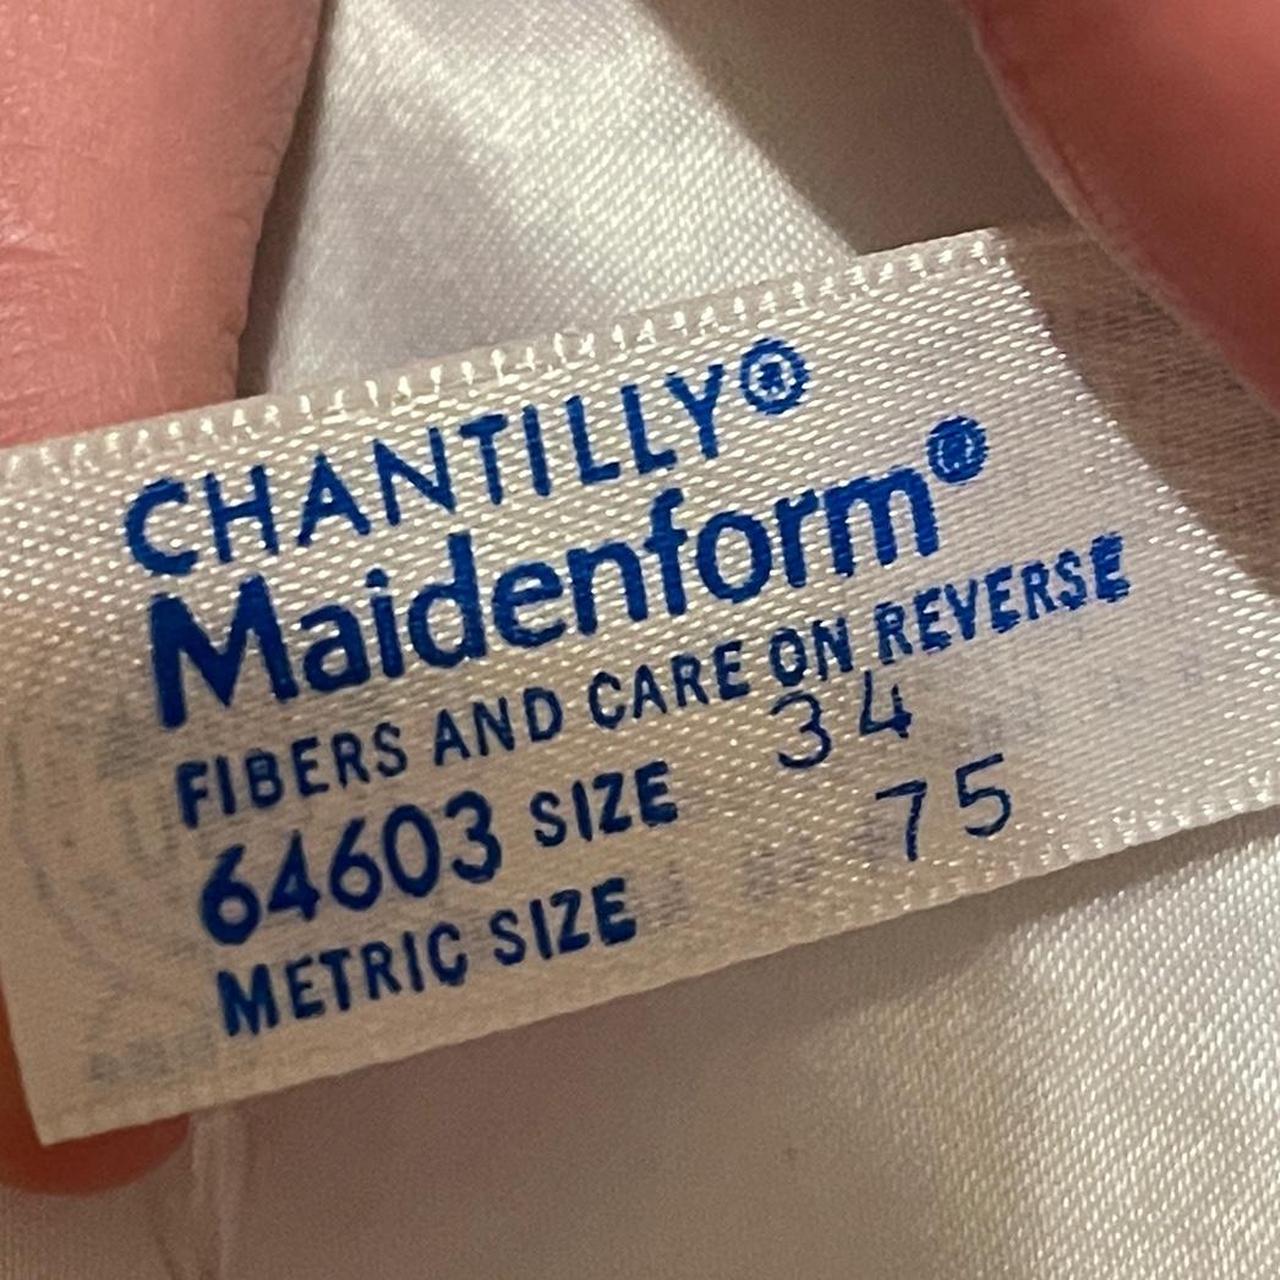 CHANTILLY®
Maidenform®
FIBERS AND CARE ON REVERSE
64603 SIZE 34
METRIC SIZE 75